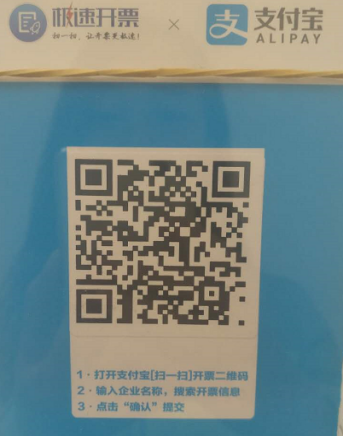 极速开票
扫一扫，让开票更极速！
×
支 支付宝
ALIPAY
1·打开支付宝[扫一扫]开票二维码
2·输入企业名称，搜索开票信息
3·点击“确认”提交